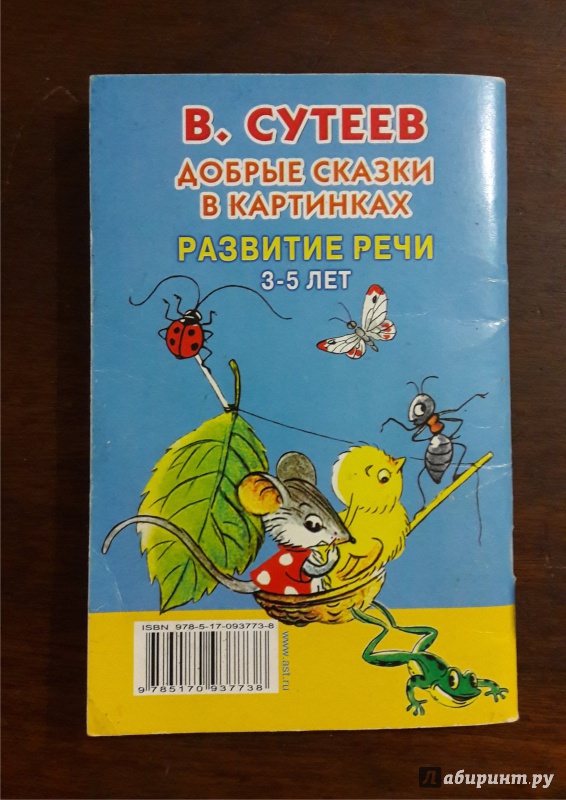 В. СУТЕЕВ
ДОБРЫЕ СКАЗКИ
В КАРТИНКАХ
РАЗВИТИЕ РЕЧИ
3-5 ЛЕТ
ISBN 978-5-17-093773-8
9 785170 937738
www.ast.ru
Лабиринт.ру